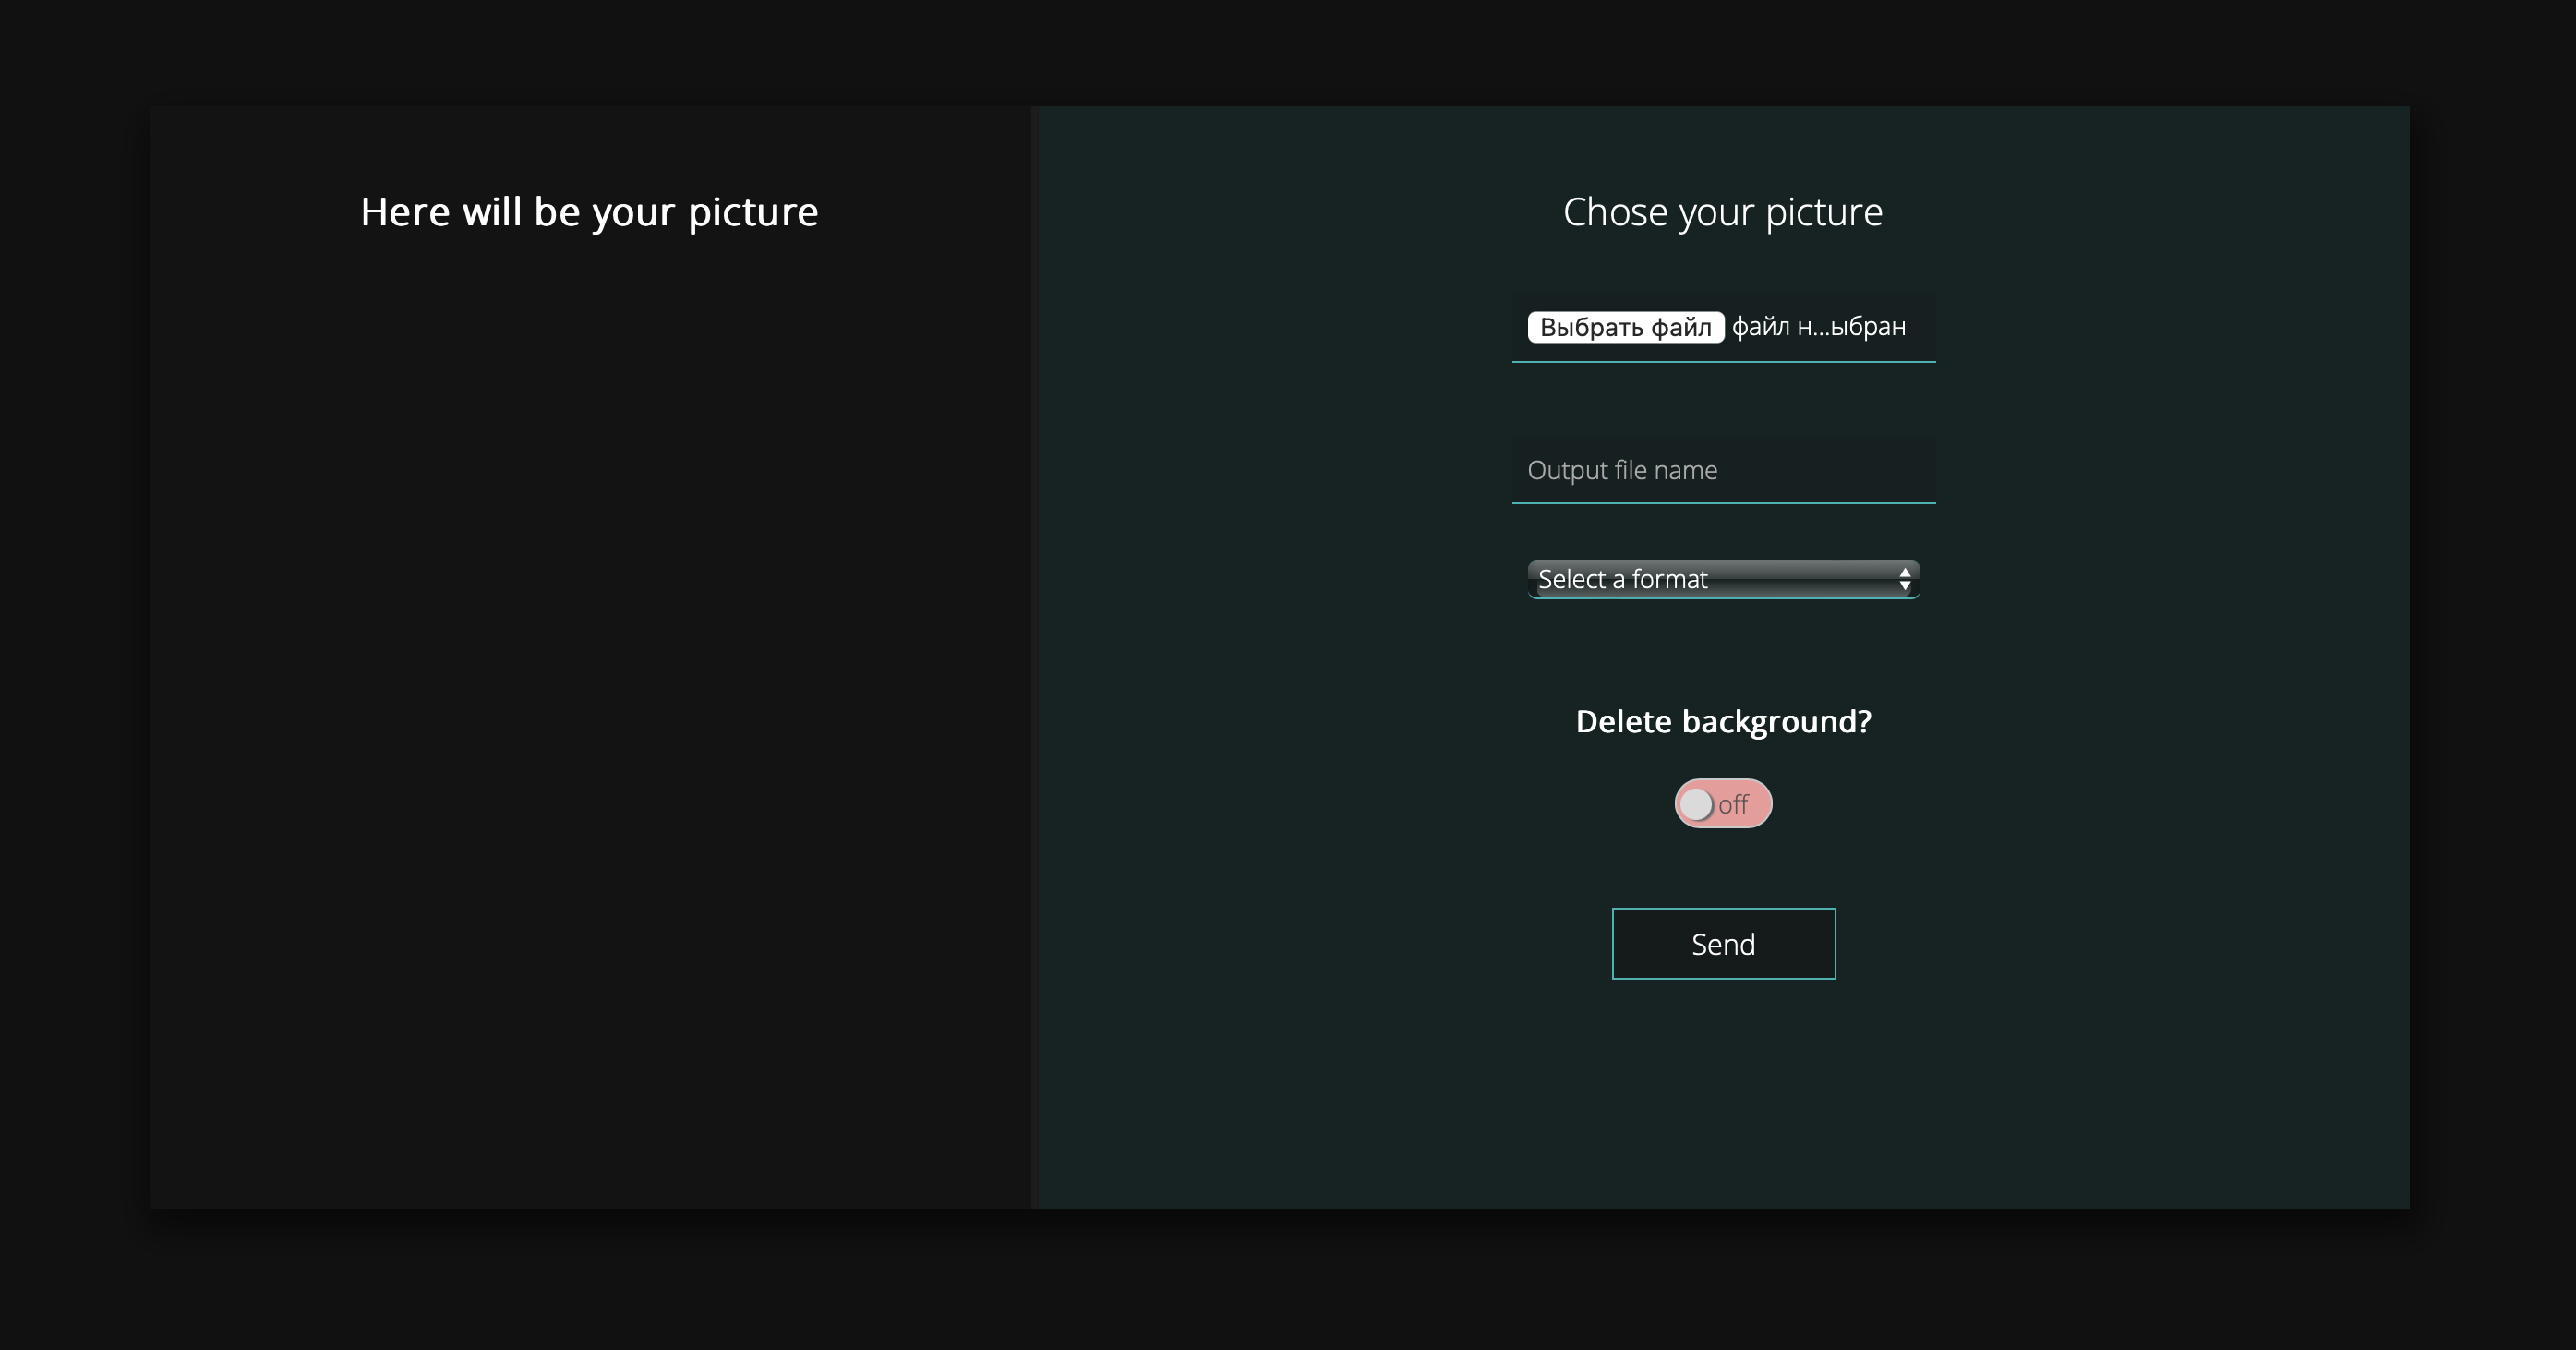 Here will be your picture
Chose your picture
Выбрать файл файл н...ыбран
Output file name
Select a format
Delete background?
off
Send